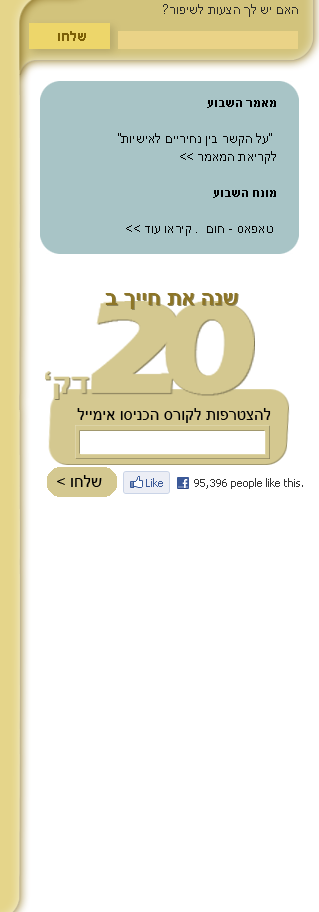 האם יש לך הצעות לשיפור?
שלחו
מאמר השבוע
"על הקשר בין נחיריים לאישיות"
לקריאת המאמר >>
מונח השבוע
טאפאס - חום . קיראו עוד >>
שנה את חייך ב
20 דק'
להצטרפות לקורס הכניסו אימייל
שלחו >
Like
95,396 people like this.